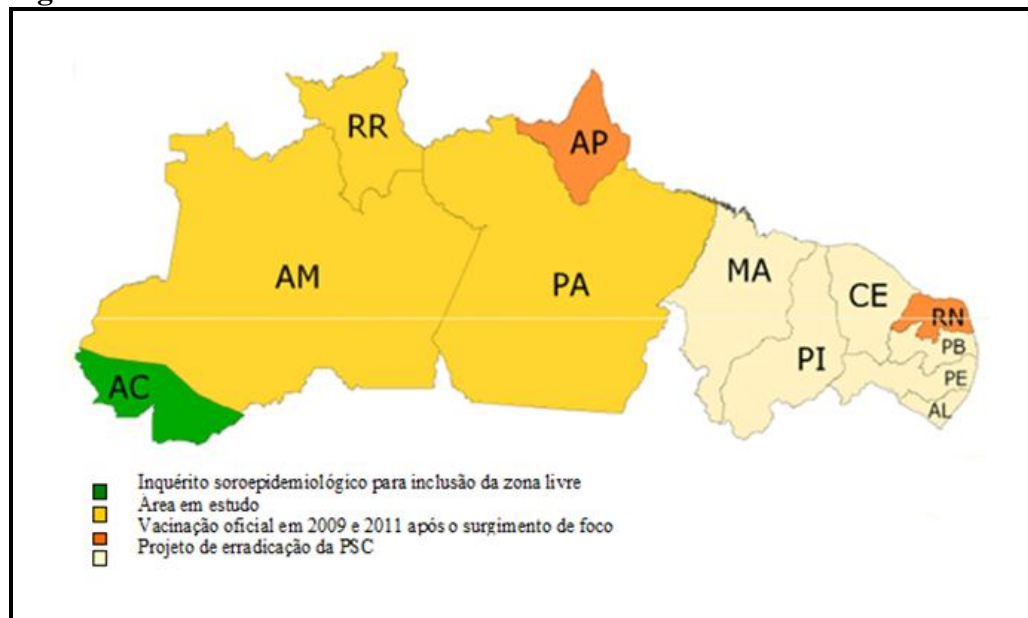 RR
AP
AM
PA
MA
CE
RN
PB
PI
PE
AL
AC
Inquérito soroepidemiológico para inclusão da zona livre
Área em estudo
Vacinação oficial em 2009 e 2011 após o surgimento de foco
Projeto de erradicação da PSC